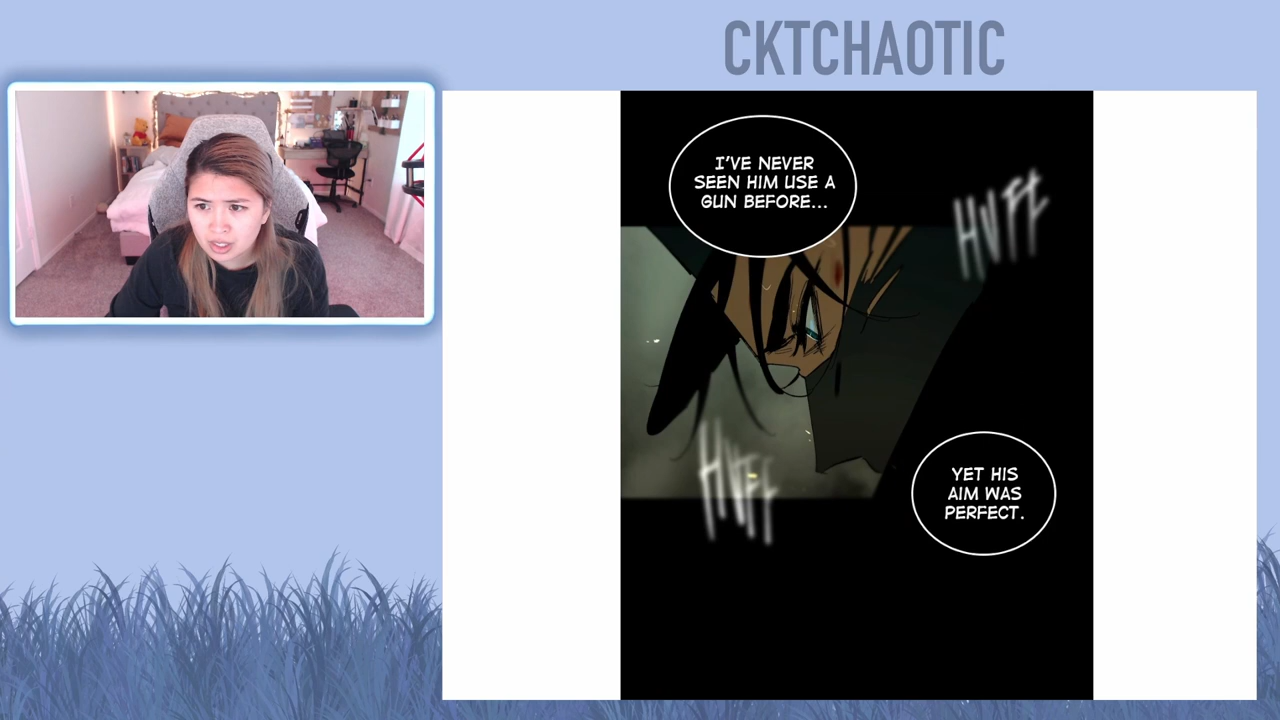 CKTCHAOTIC
I'VE NEVER
SEEN HIM USE A
GUN BEFORE...
HUFF
HUFF
YET HIS
AIM WAS
PERFECT.